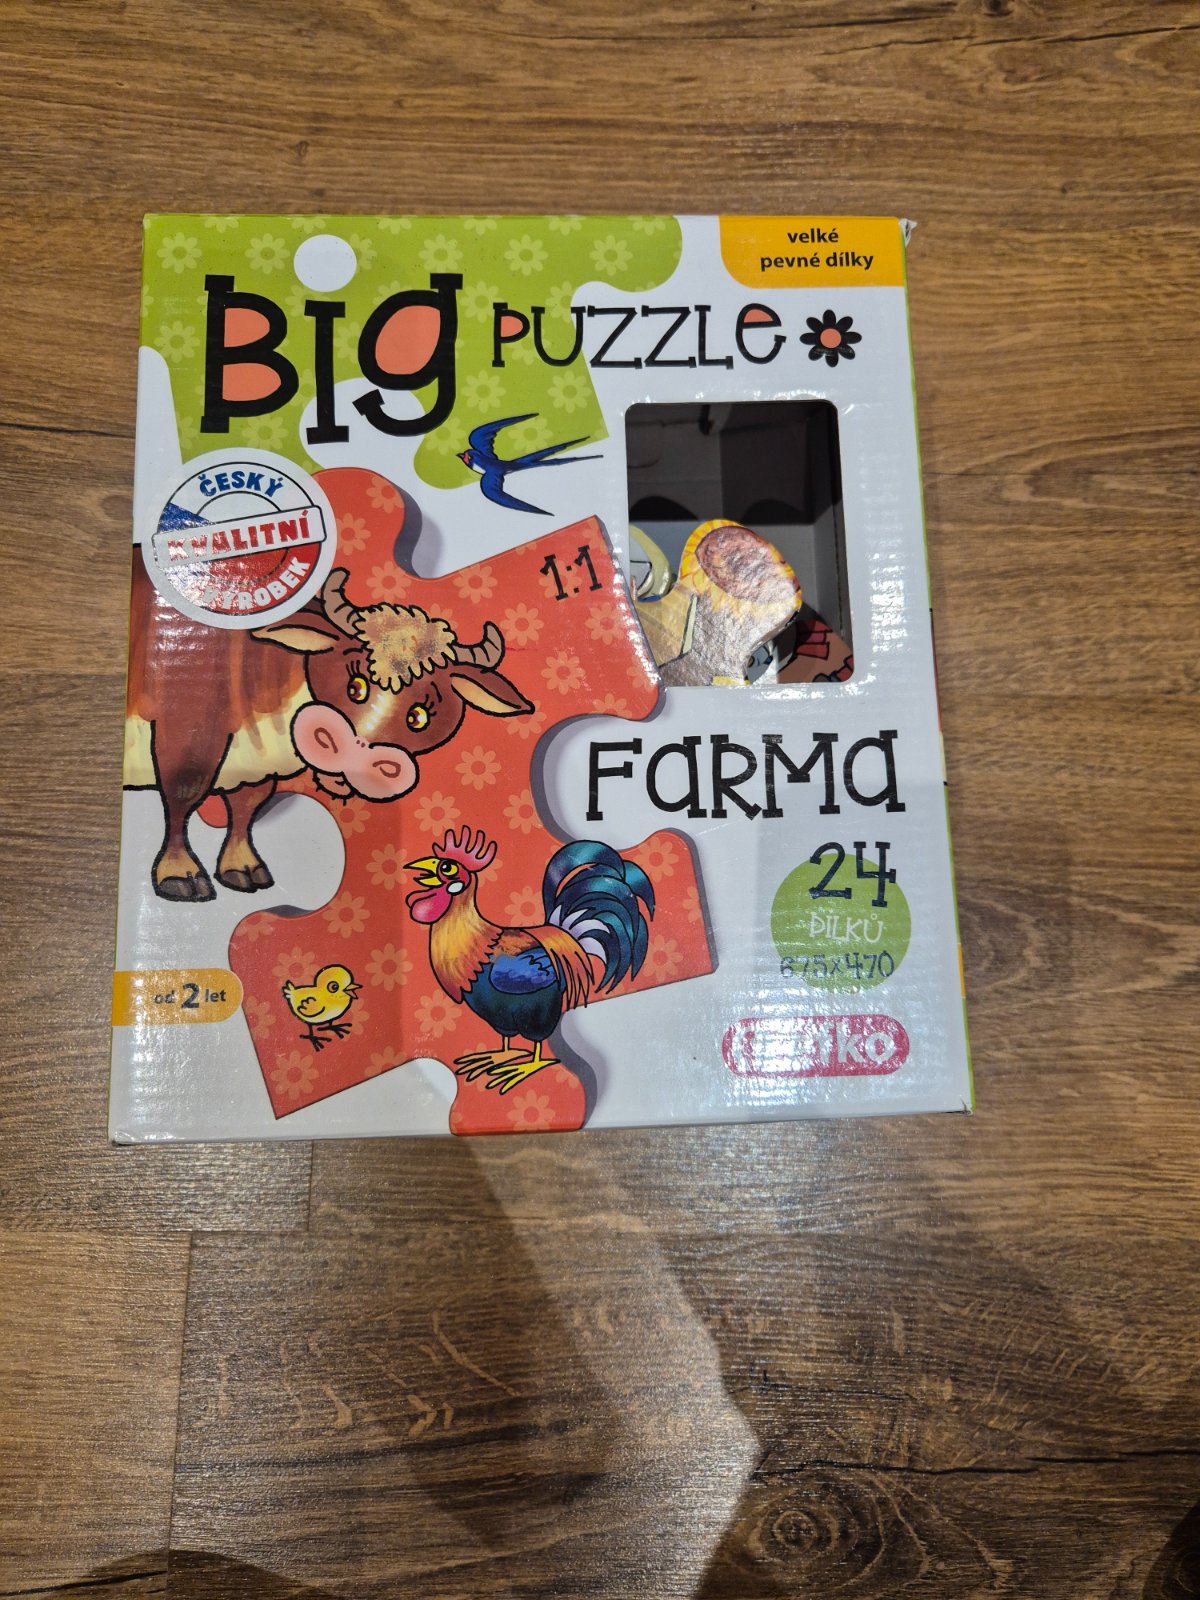 velké
pevné dílky
Big PUZZLe
ČESKÝ
KVALITNÍ
VÝROBEK
1:1
FaRMa
24
DÍLKŮ
675x470
od 2 let